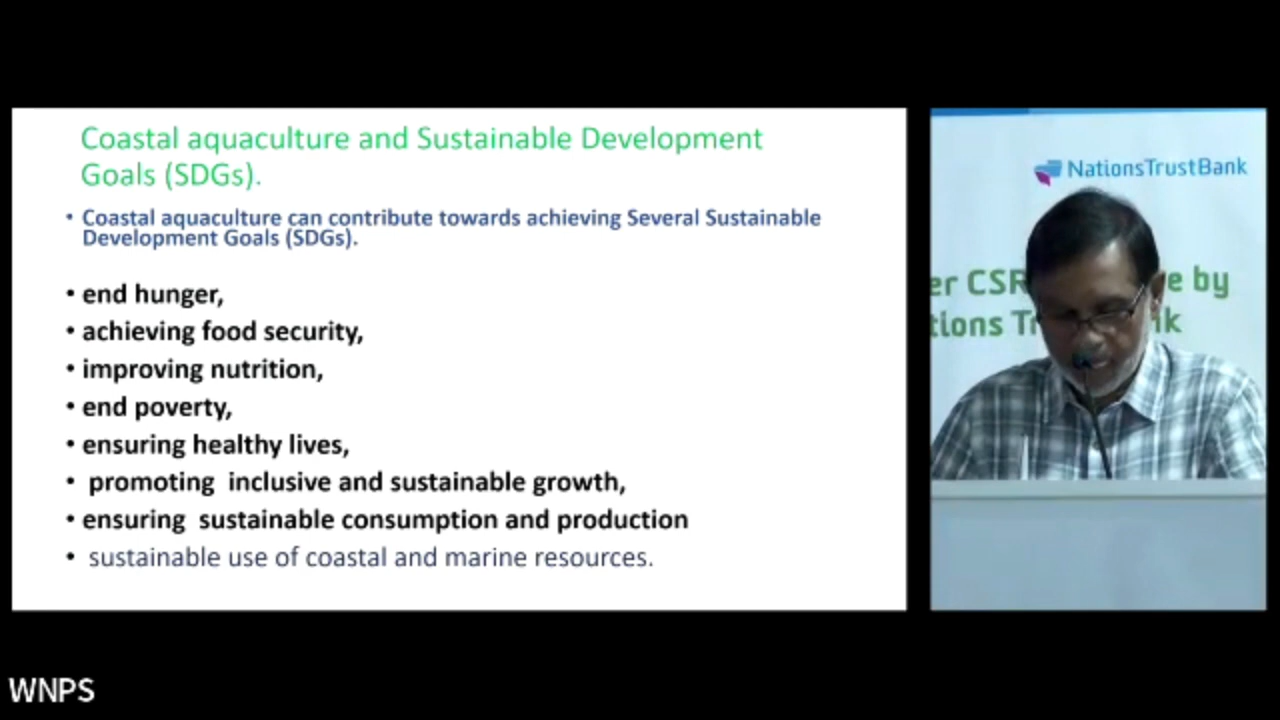 Coastal aquaculture and Sustainable Development
Goals (SDGs).
• Coastal aquaculture can contribute towards achieving Several Sustainable
Development Goals (SDGs).
• end hunger,
• achieving food security,
• improving nutrition,
• end poverty,
• ensuring healthy lives,
• promoting inclusive and sustainable growth,
• ensuring sustainable consumption and production
• sustainable use of coastal and marine resources.
NationsTrustBank
CSR by
WNPS